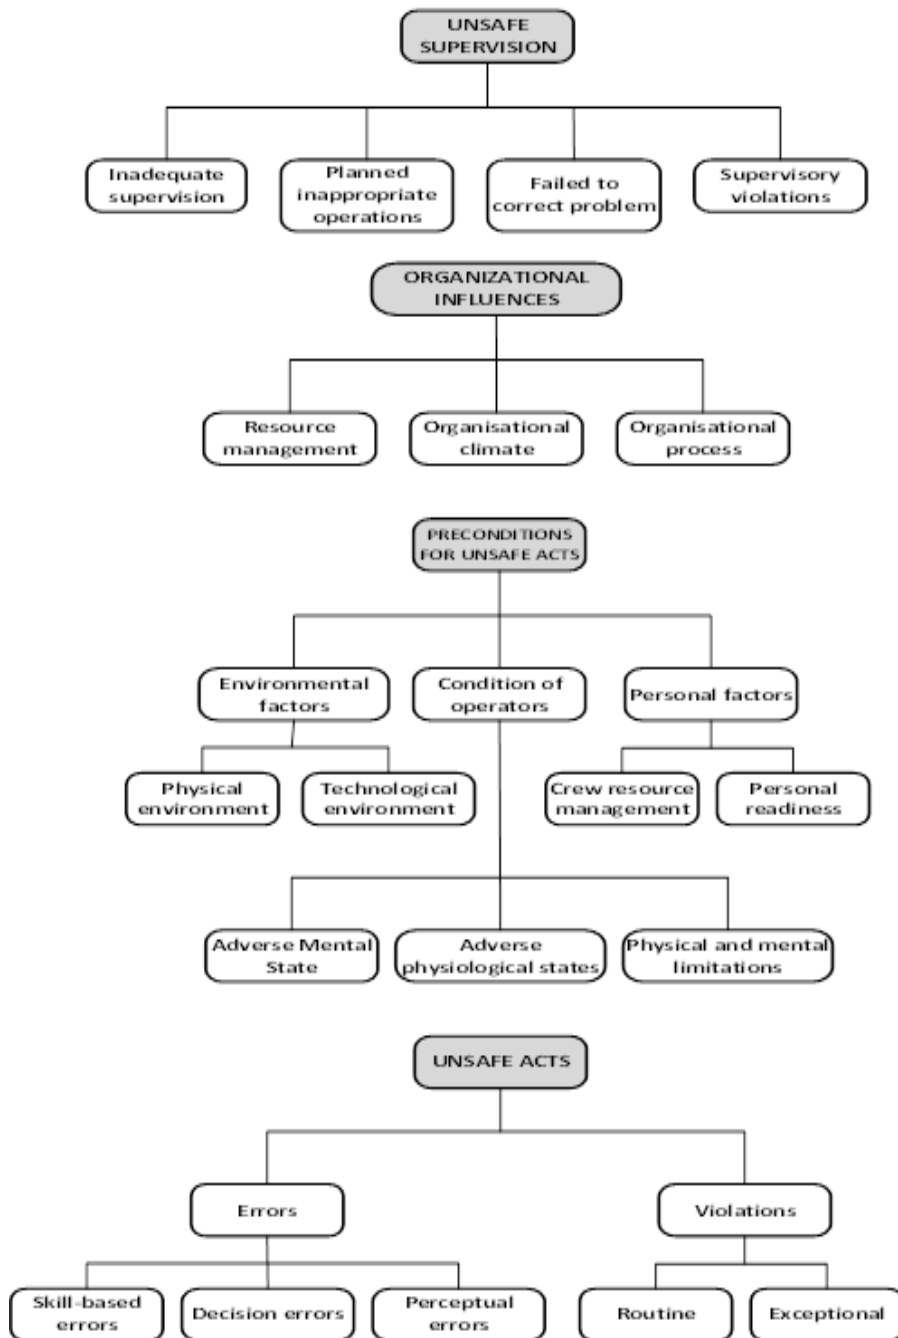 UNSAFE
SUPERVISION
Inadequate
supervision
Planned
inappropriate
operations
Failed to
correct problem
Supervisory
violations
ORGANIZATIONAL
INFLUENCES
Resource
management
Organisational
climate
Organisational
process
PRECONDITIONS
FOR UNSAFE ACTS
Environmental
factors
Condition of
operators
Personal factors
Physical
environment
Technological
environment
Crew resource
management
Personal
readiness
Adverse Mental
State
Adverse
physiological states
Physical and mental
limitations
UNSAFE ACTS
Errors
Violations
Skill-based
errors
Decision errors
Perceptual
errors
Routine
Exceptional